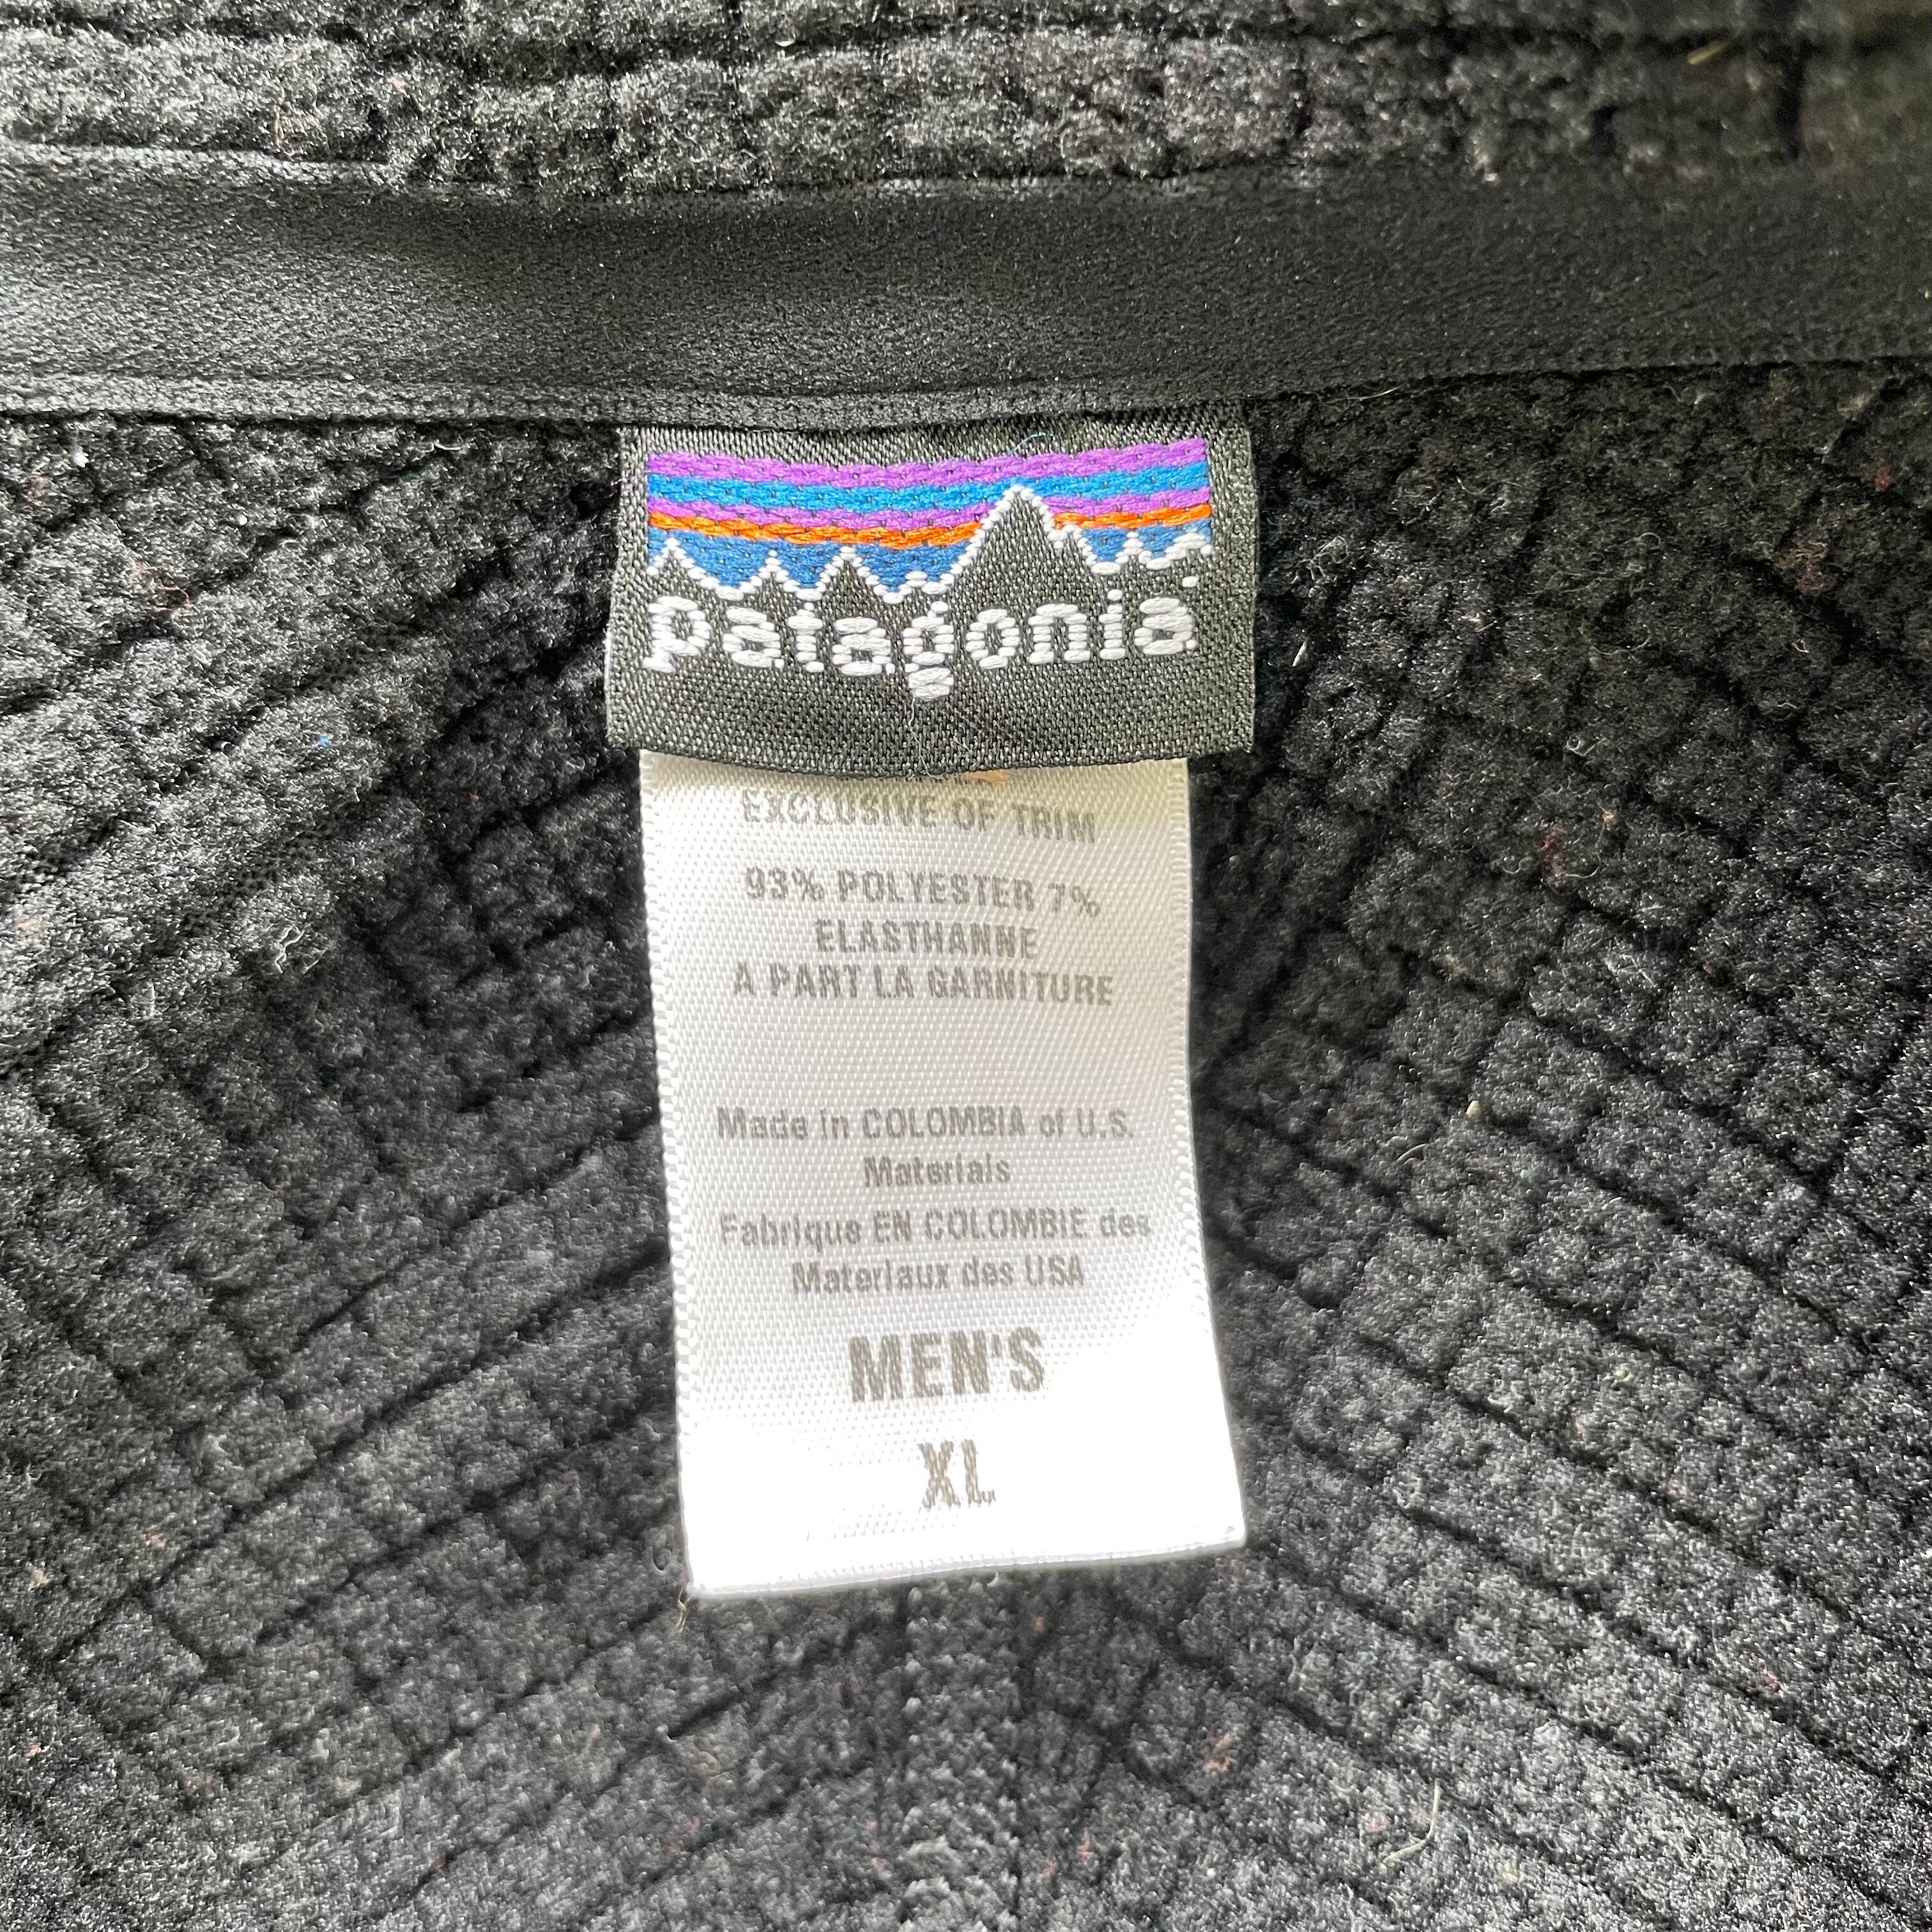 patagonia
EXCLUSIVE OF TRIM
93% POLYESTER 7%
ELASTHANNE
A PART LA GARNITURE
Made in COLOMBIA of U.S.
Materials
Fabrique EN COLOMBIE des
Materiaux des USA
MEN'S
XL